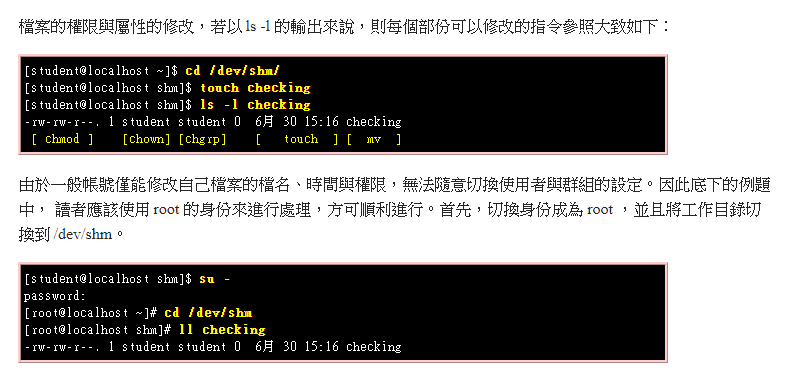 檔案的權限與屬性的修改，若以 ls -l 的輸出來說，則每個部份可以修改的指令參照大致如下：
[student@localhost ~]$ cd /dev/shm/
[student@localhost shm]$ touch checking
[student@localhost shm]$ ls -l checking
-rw-rw-r--. 1 student student 0  6月 30 15:16 checking
 [ Chmod ]    [Chown] [Chgrp]    [   touCh  ] [  mv  ]
由於一般帳號僅能修改自己檔案的檔名、時間與權限，無法隨意切換使用者與群組的設定。因此底下的例題
中， 讀者應該使用 root 的身份來進行處理，方可順利進行。首先，切換身份成為 root ，並且將工作目錄切
換到 /dev/shm。
[student@localhost shm]$ su -
password:
[root@localhost ~]# cd /dev/shm
[root@localhost shm]# ll checking
-rw-rw-r--. 1 student student 0  6月 30 15:16 checking